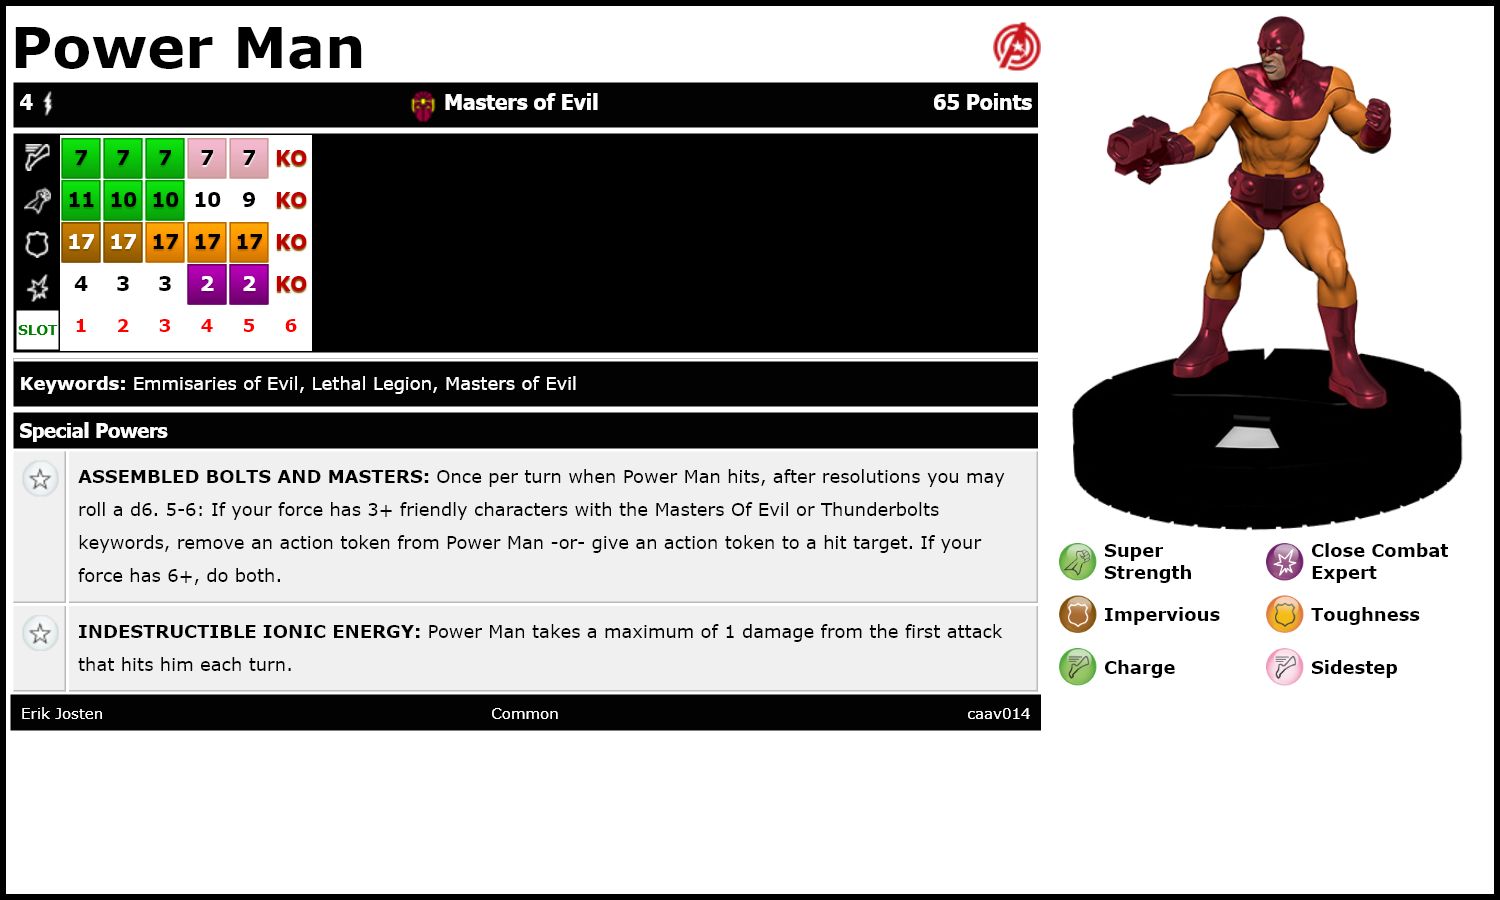 Power Man
4 Masters of Evil 65 Points
7 7 7 7 7 KO
11 10 10 10 9 KO
17 17 17 17 17 KO
4 3 3 2 2 KO
SLOT 1 2 3 4 5 6
Keywords: Emmisaries of Evil, Lethal Legion, Masters of Evil
Special Powers
ASSEMBLED BOLTS AND MASTERS: Once per turn when Power Man hits, after resolutions you may
roll a d6. 5-6: If your force has 3+ friendly characters with the Masters Of Evil or Thunderbolts
keywords, remove an action token from Power Man -or- give an action token to a hit target. If your
force has 6+, do both.
INDESTRUCTIBLE IONIC ENERGY: Power Man takes a maximum of 1 damage from the first attack
that hits him each turn.
Erik Josten Common caav014
Super
Strength
Close Combat
Expert
Impervious
Toughness
Charge
Sidestep